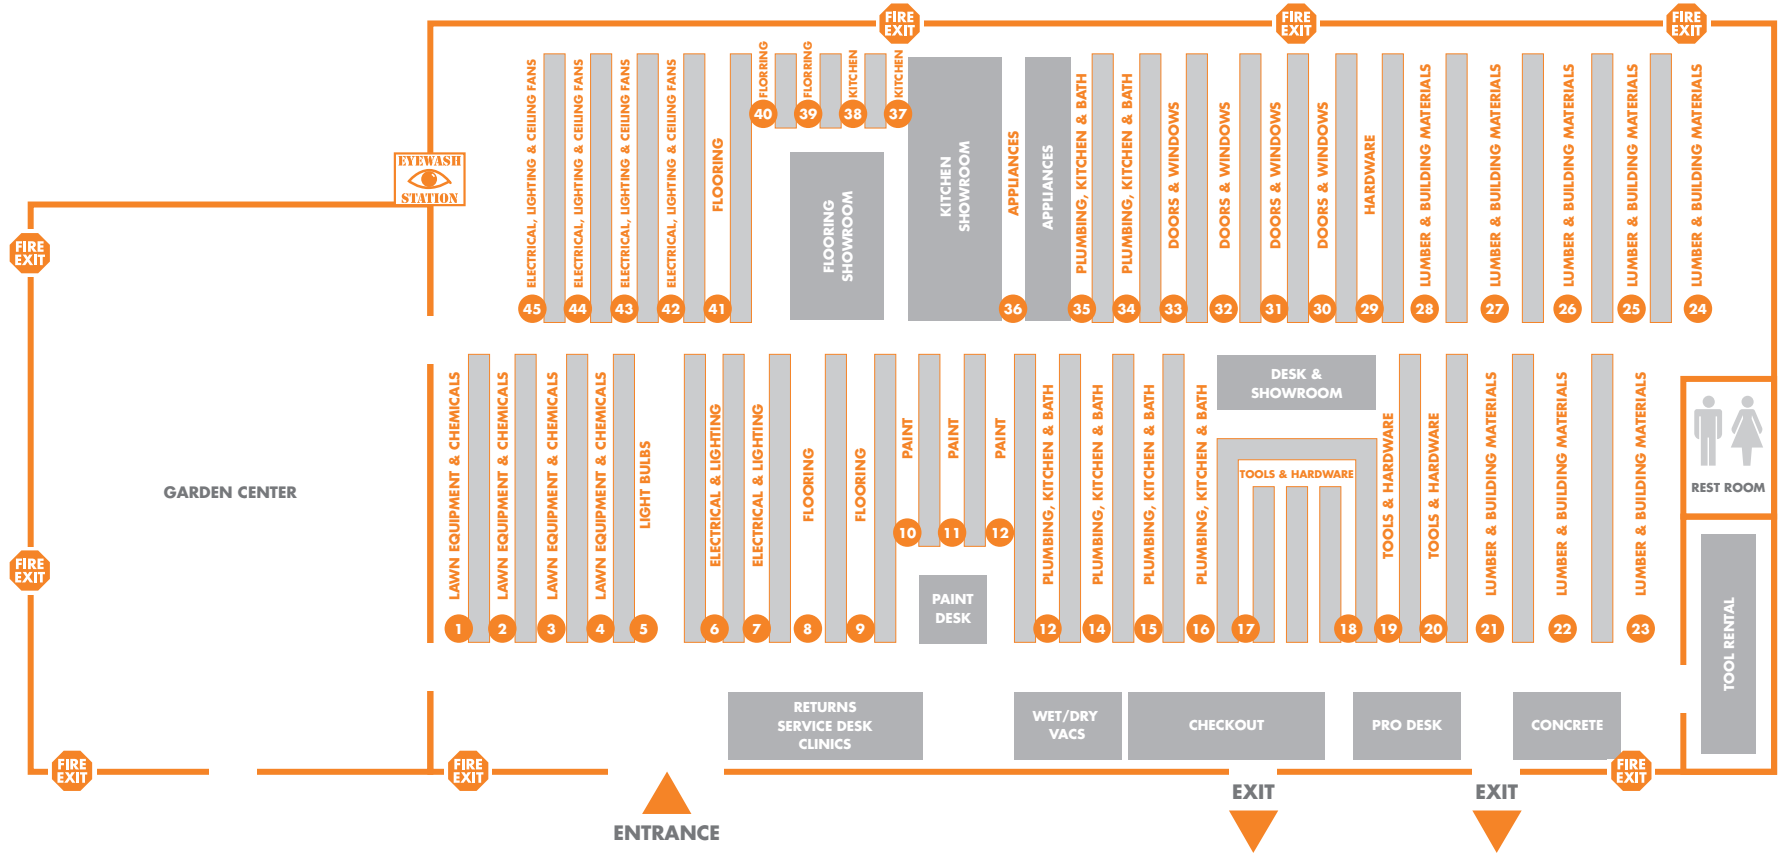 FIRE
EXIT
FIRE
EXIT
FIRE
EXIT
EYEWASH
STATION
ELECTRICAL, LIGHTING & CEILING FANS
45
ELECTRICAL, LIGHTING & CEILING FANS
44
ELECTRICAL, LIGHTING & CEILING FANS
43
ELECTRICAL, LIGHTING & CEILING FANS
42
FLOORING
41
FLORRING
40
FLORRING
39
KITCHEN
38
KITCHEN
37
FLOORING
SHOWROOM
KITCHEN
SHOWROOM
APPLIANCES
36
APPLIANCES
PLUMBING, KITCHEN & BATH
35
PLUMBING, KITCHEN & BATH
34
DOORS & WINDOWS
33
DOORS & WINDOWS
32
DOORS & WINDOWS
31
DOORS & WINDOWS
30
HARDWARE
29
LUMBER & BUILDING MATERIALS
28
LUMBER & BUILDING MATERIALS
27
LUMBER & BUILDING MATERIALS
26
LUMBER & BUILDING MATERIALS
25
LUMBER & BUILDING MATERIALS
24
FIRE
EXIT
FIRE
EXIT
GARDEN CENTER
LAWN EQUIPMENT & CHEMICALS
1
LAWN EQUIPMENT & CHEMICALS
2
LAWN EQUIPMENT & CHEMICALS
3
LAWN EQUIPMENT & CHEMICALS
4
LIGHT BULBS
5
ELECTRICAL & LIGHTING
6
ELECTRICAL & LIGHTING
7
FLOORING
8
FLOORING
9
PAINT
10
PAINT
11
PAINT
12
PAINT
DESK
PLUMBING, KITCHEN & BATH
12
PLUMBING, KITCHEN & BATH
14
PLUMBING, KITCHEN & BATH
15
PLUMBING, KITCHEN & BATH
16
DESK &
SHOWROOM
TOOLS & HARDWARE
17
18
TOOLS & HARDWARE
19
TOOLS & HARDWARE
20
LUMBER & BUILDING MATERIALS
21
LUMBER & BUILDING MATERIALS
22
LUMBER & BUILDING MATERIALS
23
REST ROOM
TOOL RENTAL
RETURNS
SERVICE DESK
CLINICS
WET/DRY
VACS
CHECKOUT
PRO DESK
CONCRETE
FIRE
EXIT
FIRE
EXIT
FIRE
EXIT
ENTRANCE
EXIT
EXIT